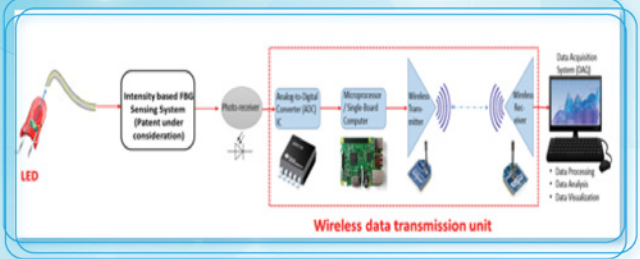 LED
Intensity based FBG
Sensing System
(Patent under
consideration)
Photo-receiver
Analog-to-Digital
Converter (ADC)
IC
Microprocessor
/ Single Board
Computer
Wireless
Trans-
mitter
Wireless
Rec-
eiver
Data Acquisition
System (DAQ)
• Data Processing
• Data Analysis
• Data Visualization
Wireless data transmission unit